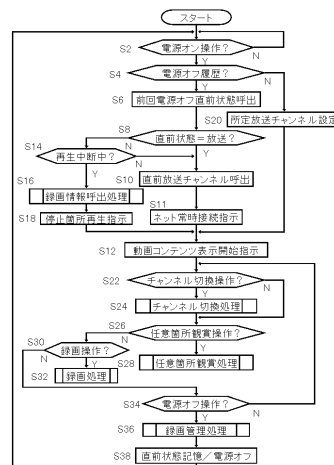 スタート
S2 電源オン操作？ N
Y
S4 電源オフ履歴？ N
Y
S6 前回電源オフ直前状態呼出
S20 所定放送チャンネル設定
S8 直前状態＝放送？ N
Y
S14 再生中断中？ N
Y
S10 直前放送チャンネル呼出
S16 録画情報呼出処理
S11 ネット常時接続指示
S18 停止箇所再生指示
S12 動画コンテンツ表示開始指示
S22 チャンネル切換操作？ N
Y
S24 チャンネル切換処理
S26 任意箇所観賞操作？ N
Y
S28 任意箇所観賞処理
S30 録画操作？ N
Y
S32 録画処理
S34 電源オフ操作？ N
Y
S36 録画管理処理
S38 直前状態記憶／電源オフ